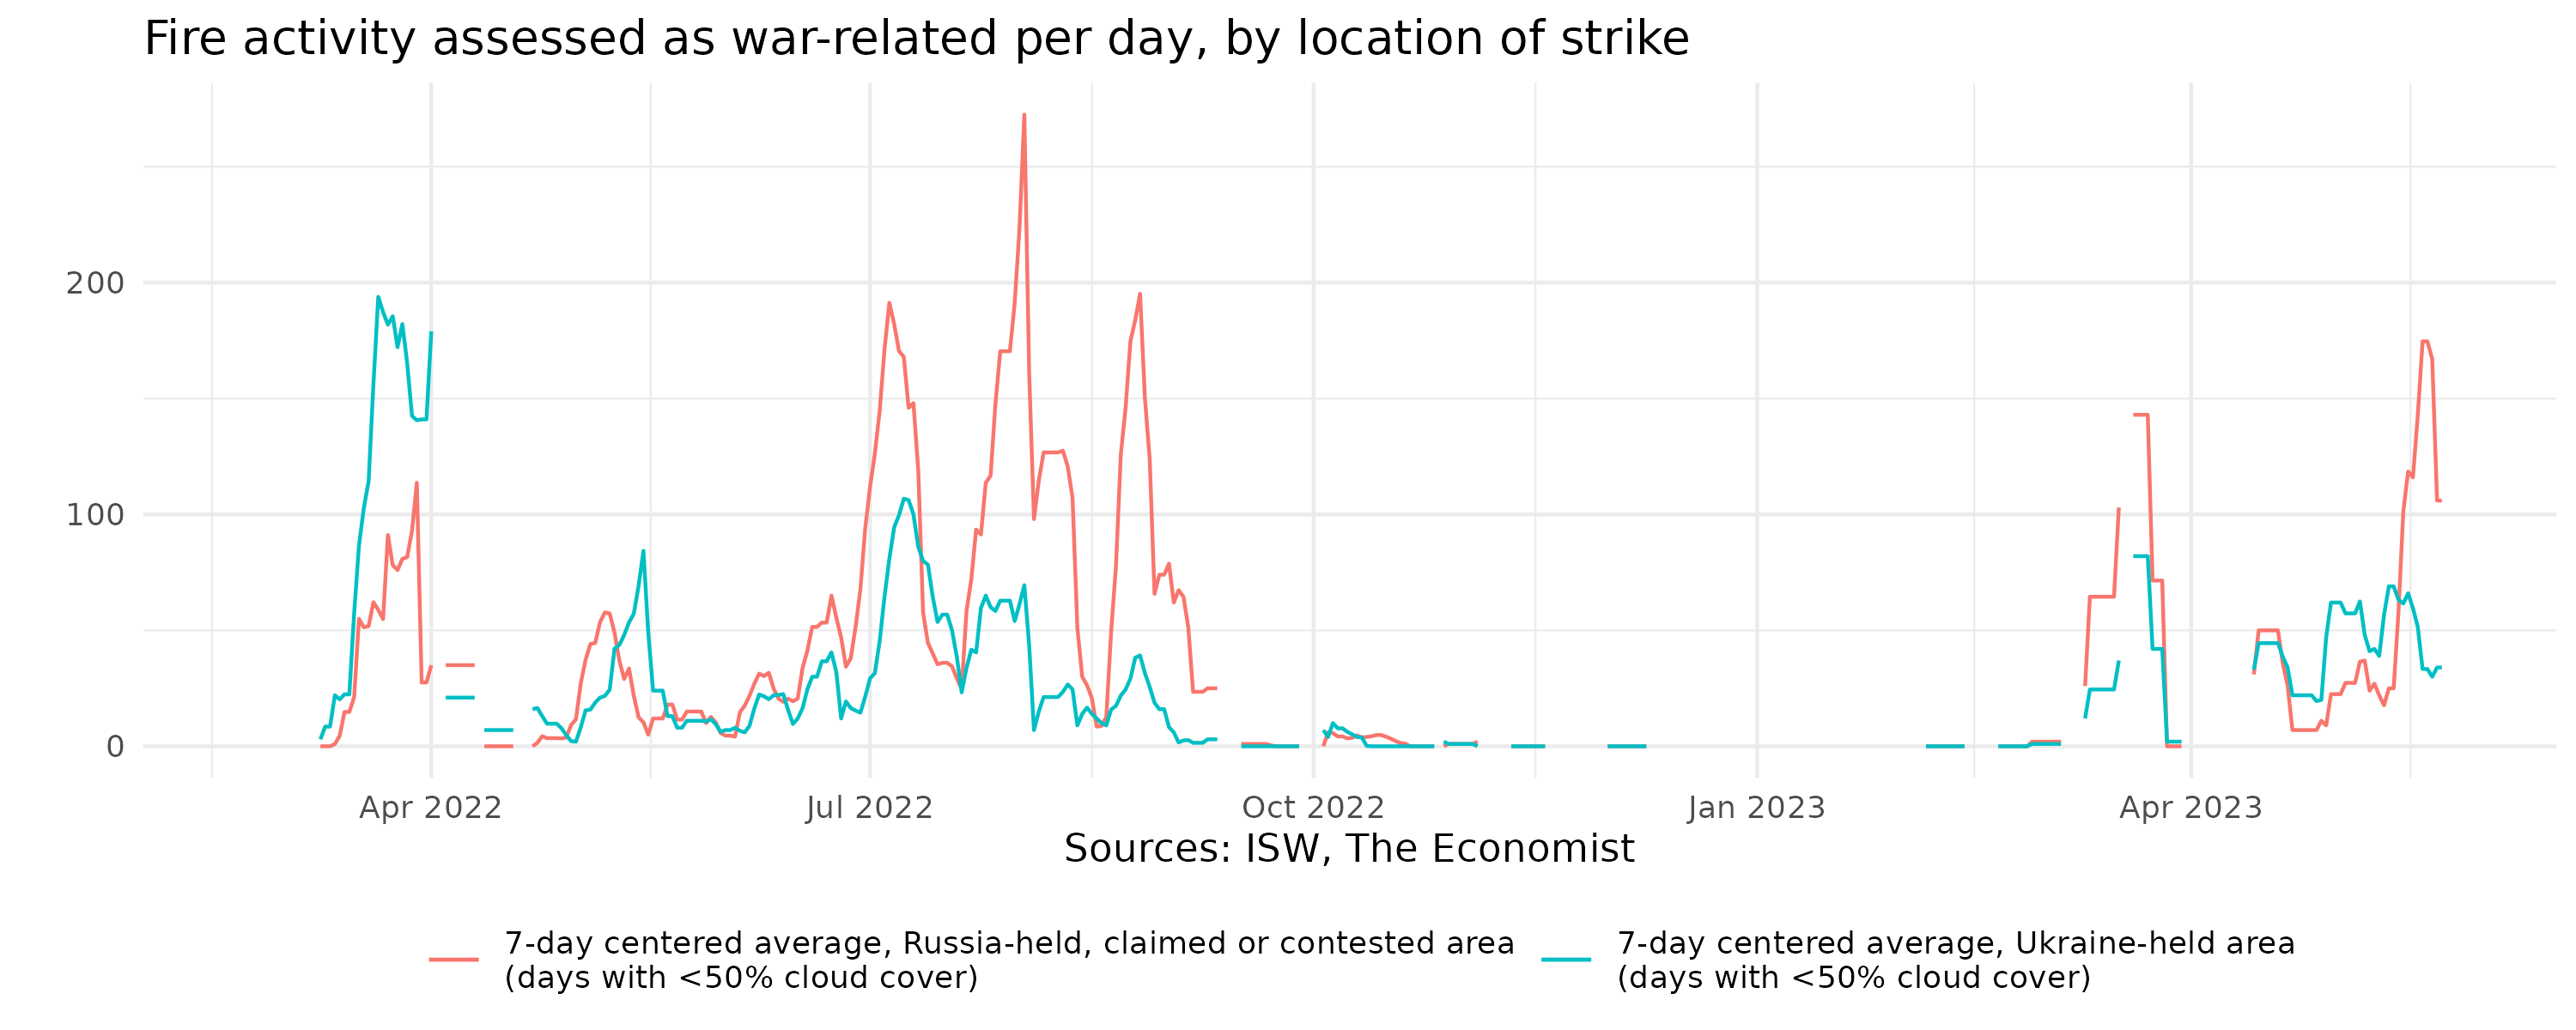 Fire activity assessed as war-related per day, by location of strike
200
100
0
Apr 2022
Jul 2022
Oct 2022
Jan 2023
Apr 2023
Sources: ISW, The Economist
7-day centered average, Russia-held, claimed or contested area
(days with <50% cloud cover)
7-day centered average, Ukraine-held area
(days with <50% cloud cover)